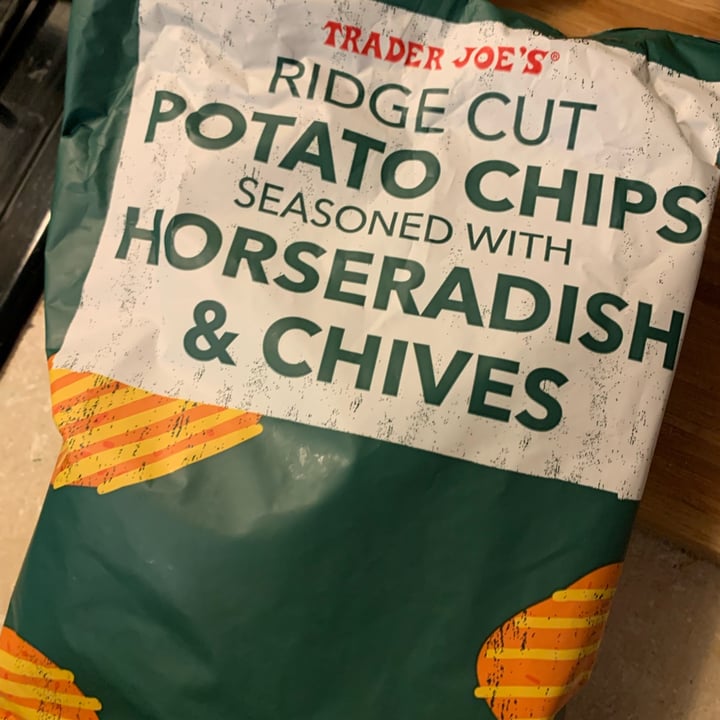 TRADER JOE'S®
RIDGE CUT
POTATO CHIPS
SEASONED WITH
HORSERADISH
& CHIVES